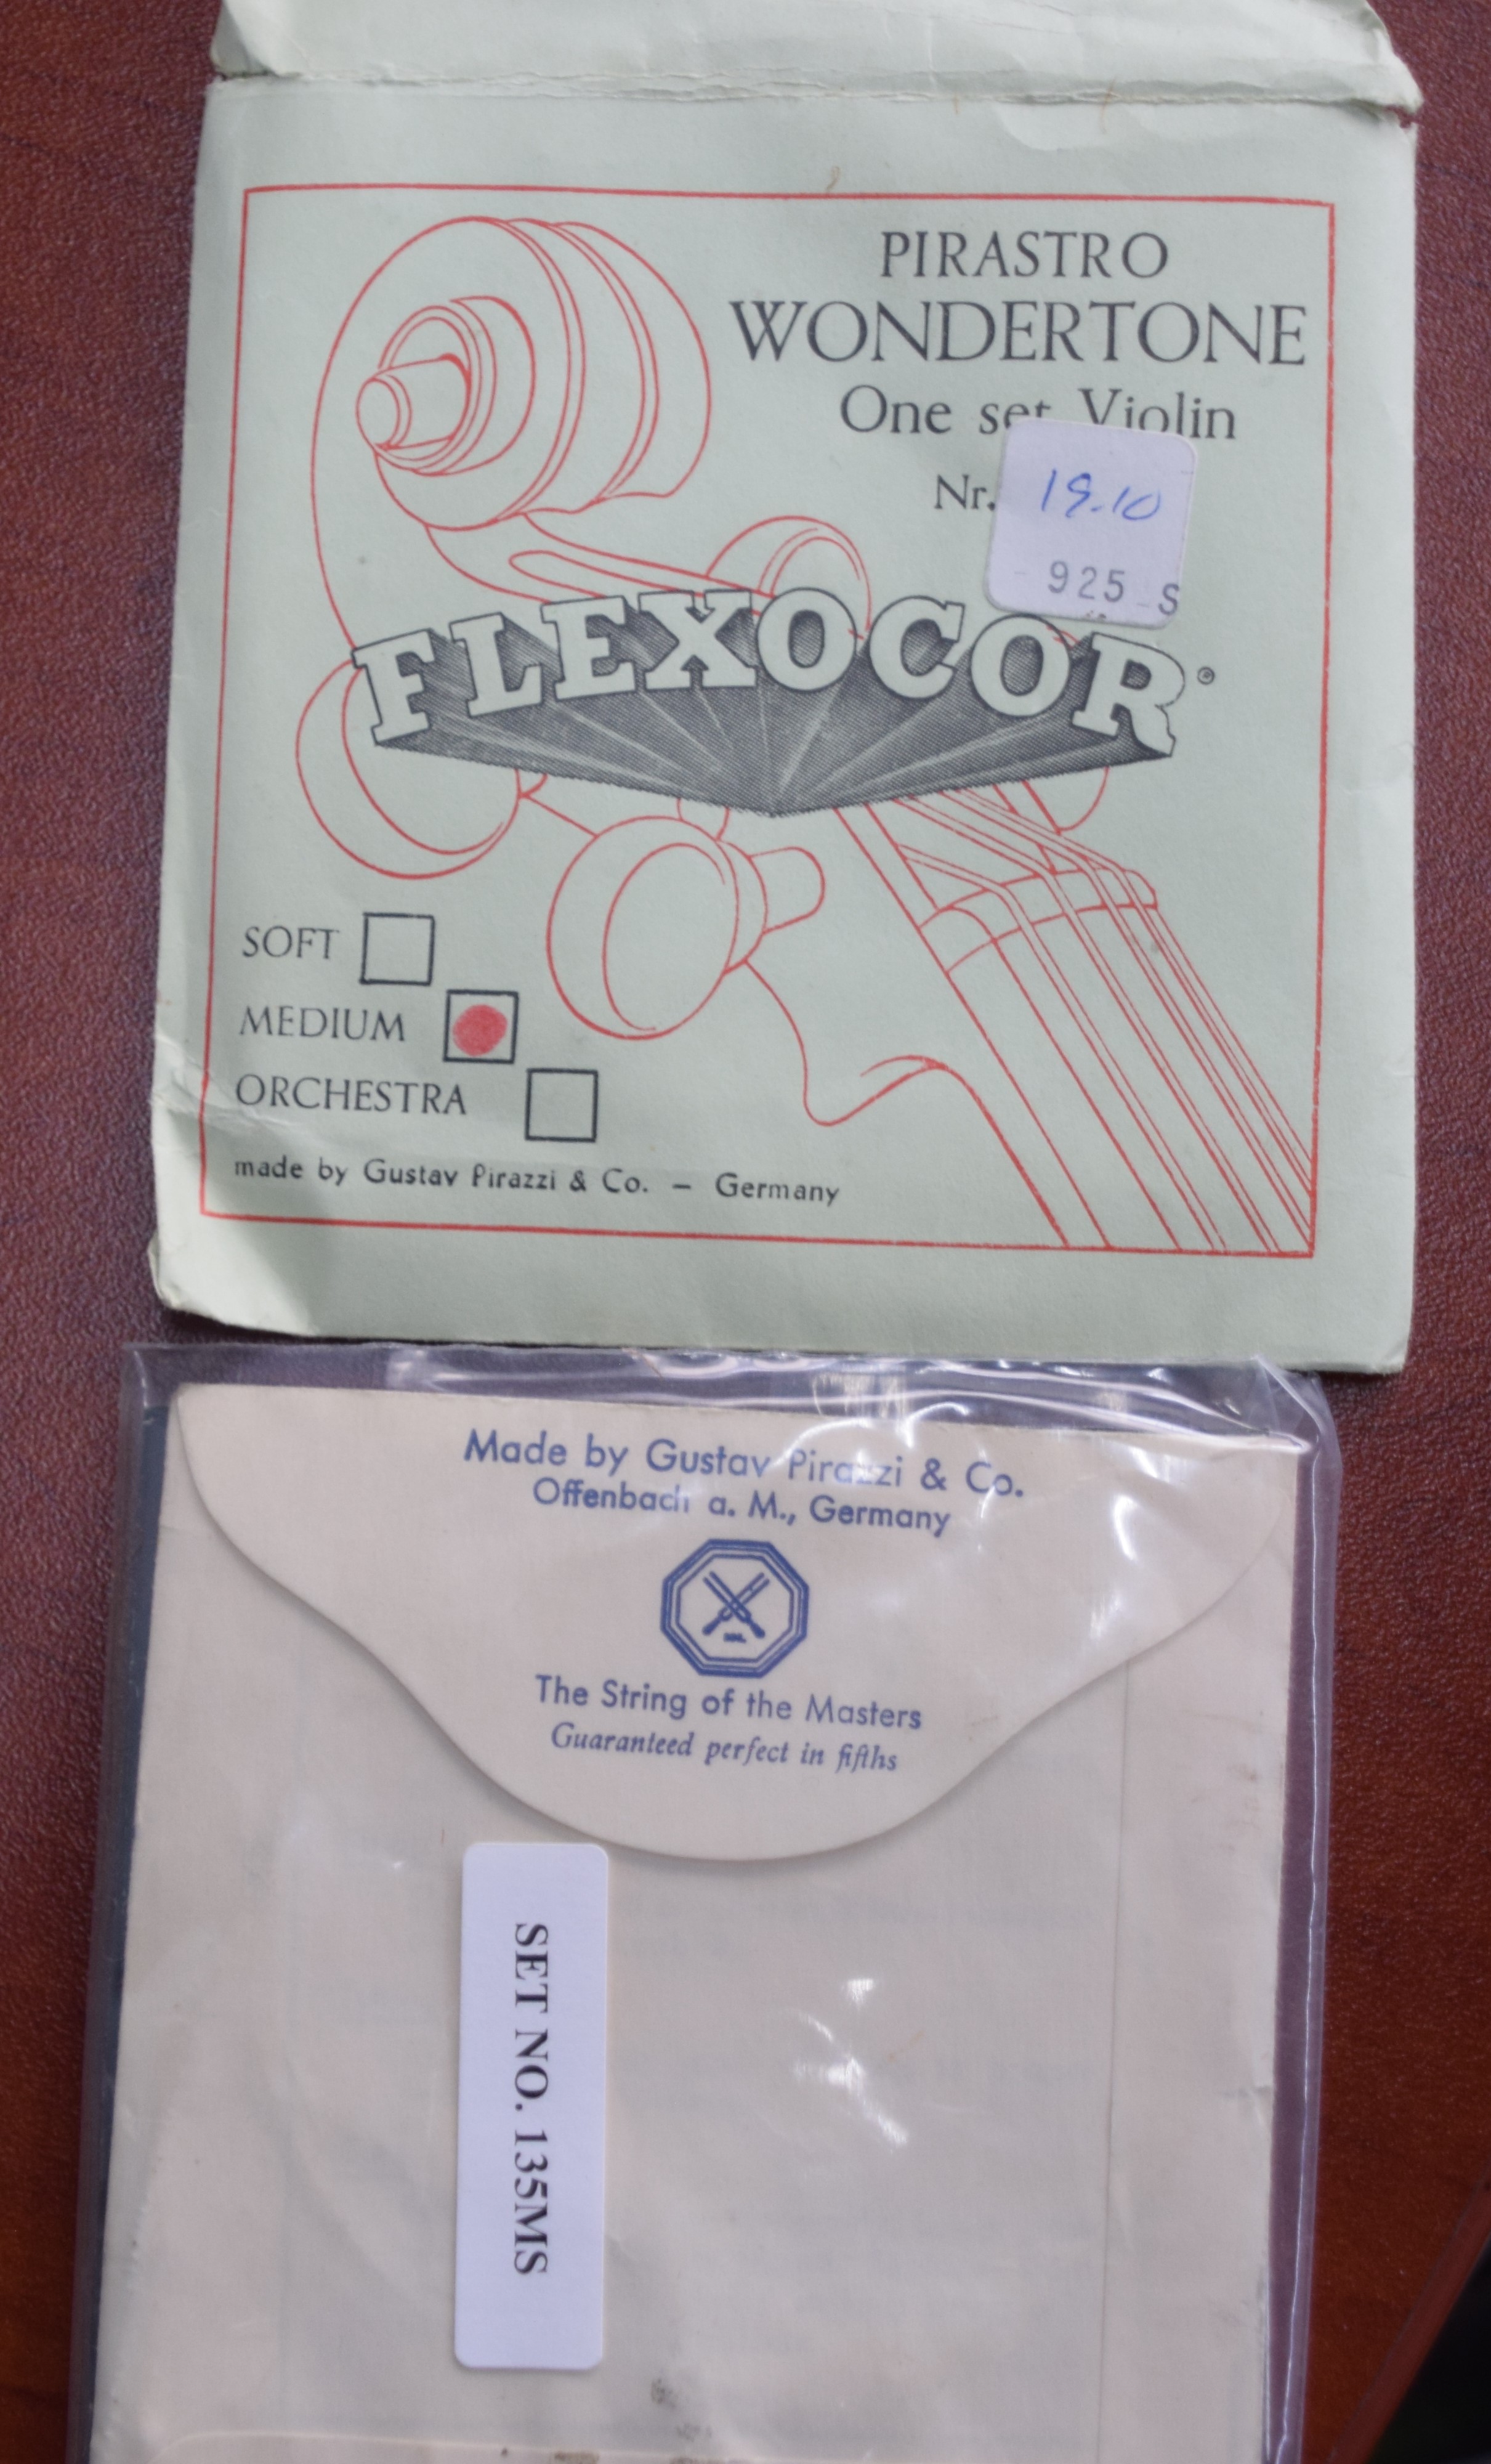 PIRASTRO
WONDERTONE
One set Violin
Nr.
19.10
925 S
FLEXOCOR®
SOFT
MEDIUM
ORCHESTRA
made by Gustav Pirazzi & Co. – Germany
Made by Gustav Pirazzi & Co.
Offenbach a. M., Germany
The String of the Masters
Guaranteed perfect in fifths
SET NO. 135MS